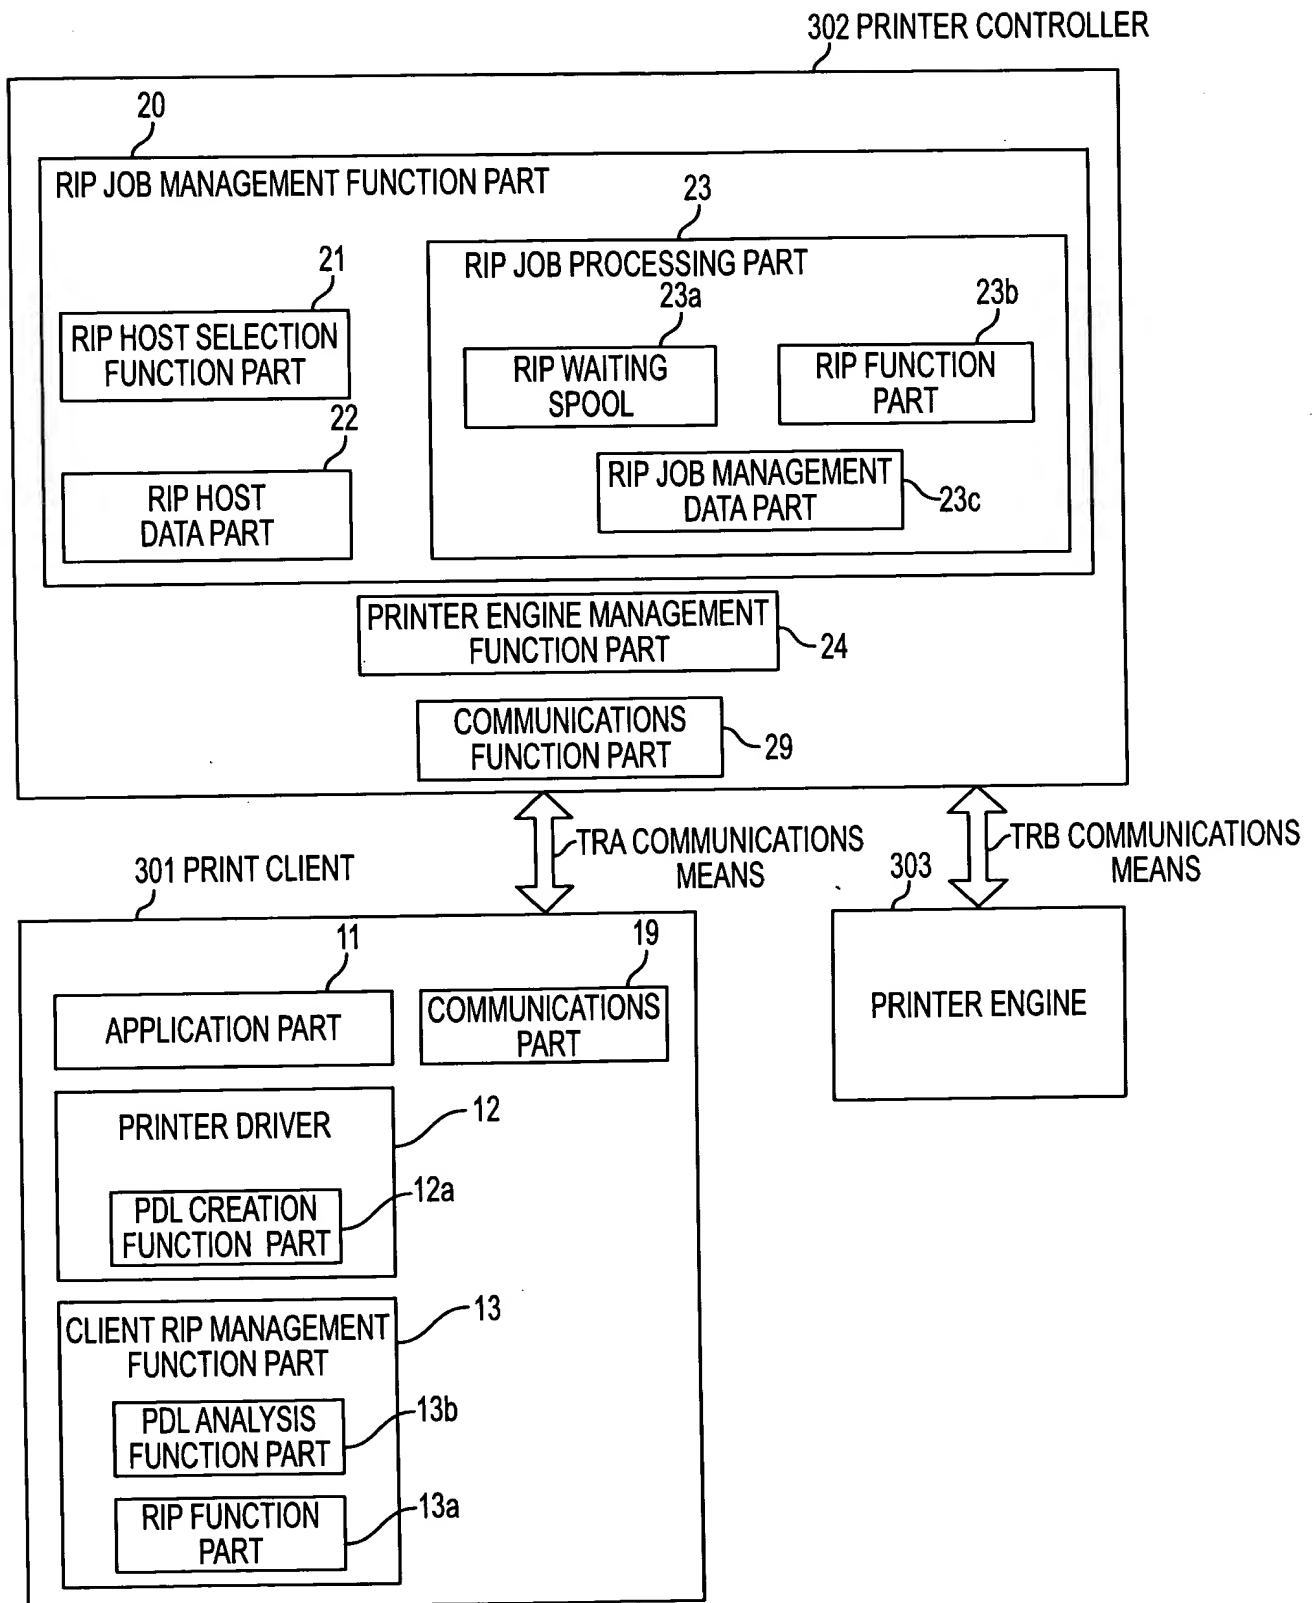 302 PRINTER CONTROLLER
20
RIP JOB MANAGEMENT FUNCTION PART
23
RIP JOB PROCESSING PART
21
RIP HOST SELECTION
FUNCTION PART
23a
RIP WAITING
SPOOL
23b
RIP FUNCTION
PART
22
RIP HOST
DATA PART
RIP JOB MANAGEMENT
DATA PART
23c
PRINTER ENGINE MANAGEMENT
FUNCTION PART
24
COMMUNICATIONS
FUNCTION PART
29
TRA COMMUNICATIONS
MEANS
TRB COMMUNICATIONS
MEANS
301 PRINT CLIENT
303
11
APPLICATION PART
19
COMMUNICATIONS
PART
PRINTER ENGINE
PRINTER DRIVER
12
PDL CREATION
FUNCTION PART
12a
CLIENT RIP MANAGEMENT
FUNCTION PART
13
PDL ANALYSIS
FUNCTION PART
13b
RIP FUNCTION
PART
13a